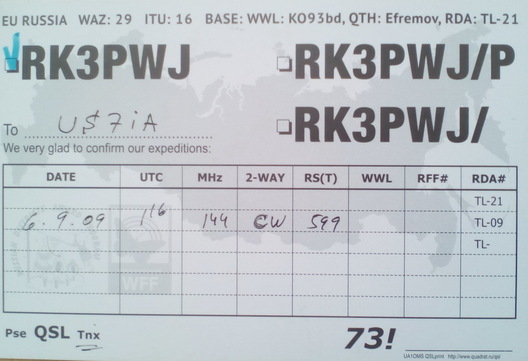 EU RUSSIA WAZ: 29 ITU: 16 BASE: WWL: KO93bd, QTH: Efremov, RDA: TL-21
RK3PWJ RK3PWJ/P
To U$7iA RK3PWJ/
We very glad to confirm our expeditions:
DATE UTC MHz 2-WAY RS(T) WWL RFF# RDA#
TL-21
6.9.09 1116 144 CW 599 TL-09
TL-
WFF
Pse QSL Tnx 73!
UA1OMS QSLprint http://www.quadrat.ru/qsl